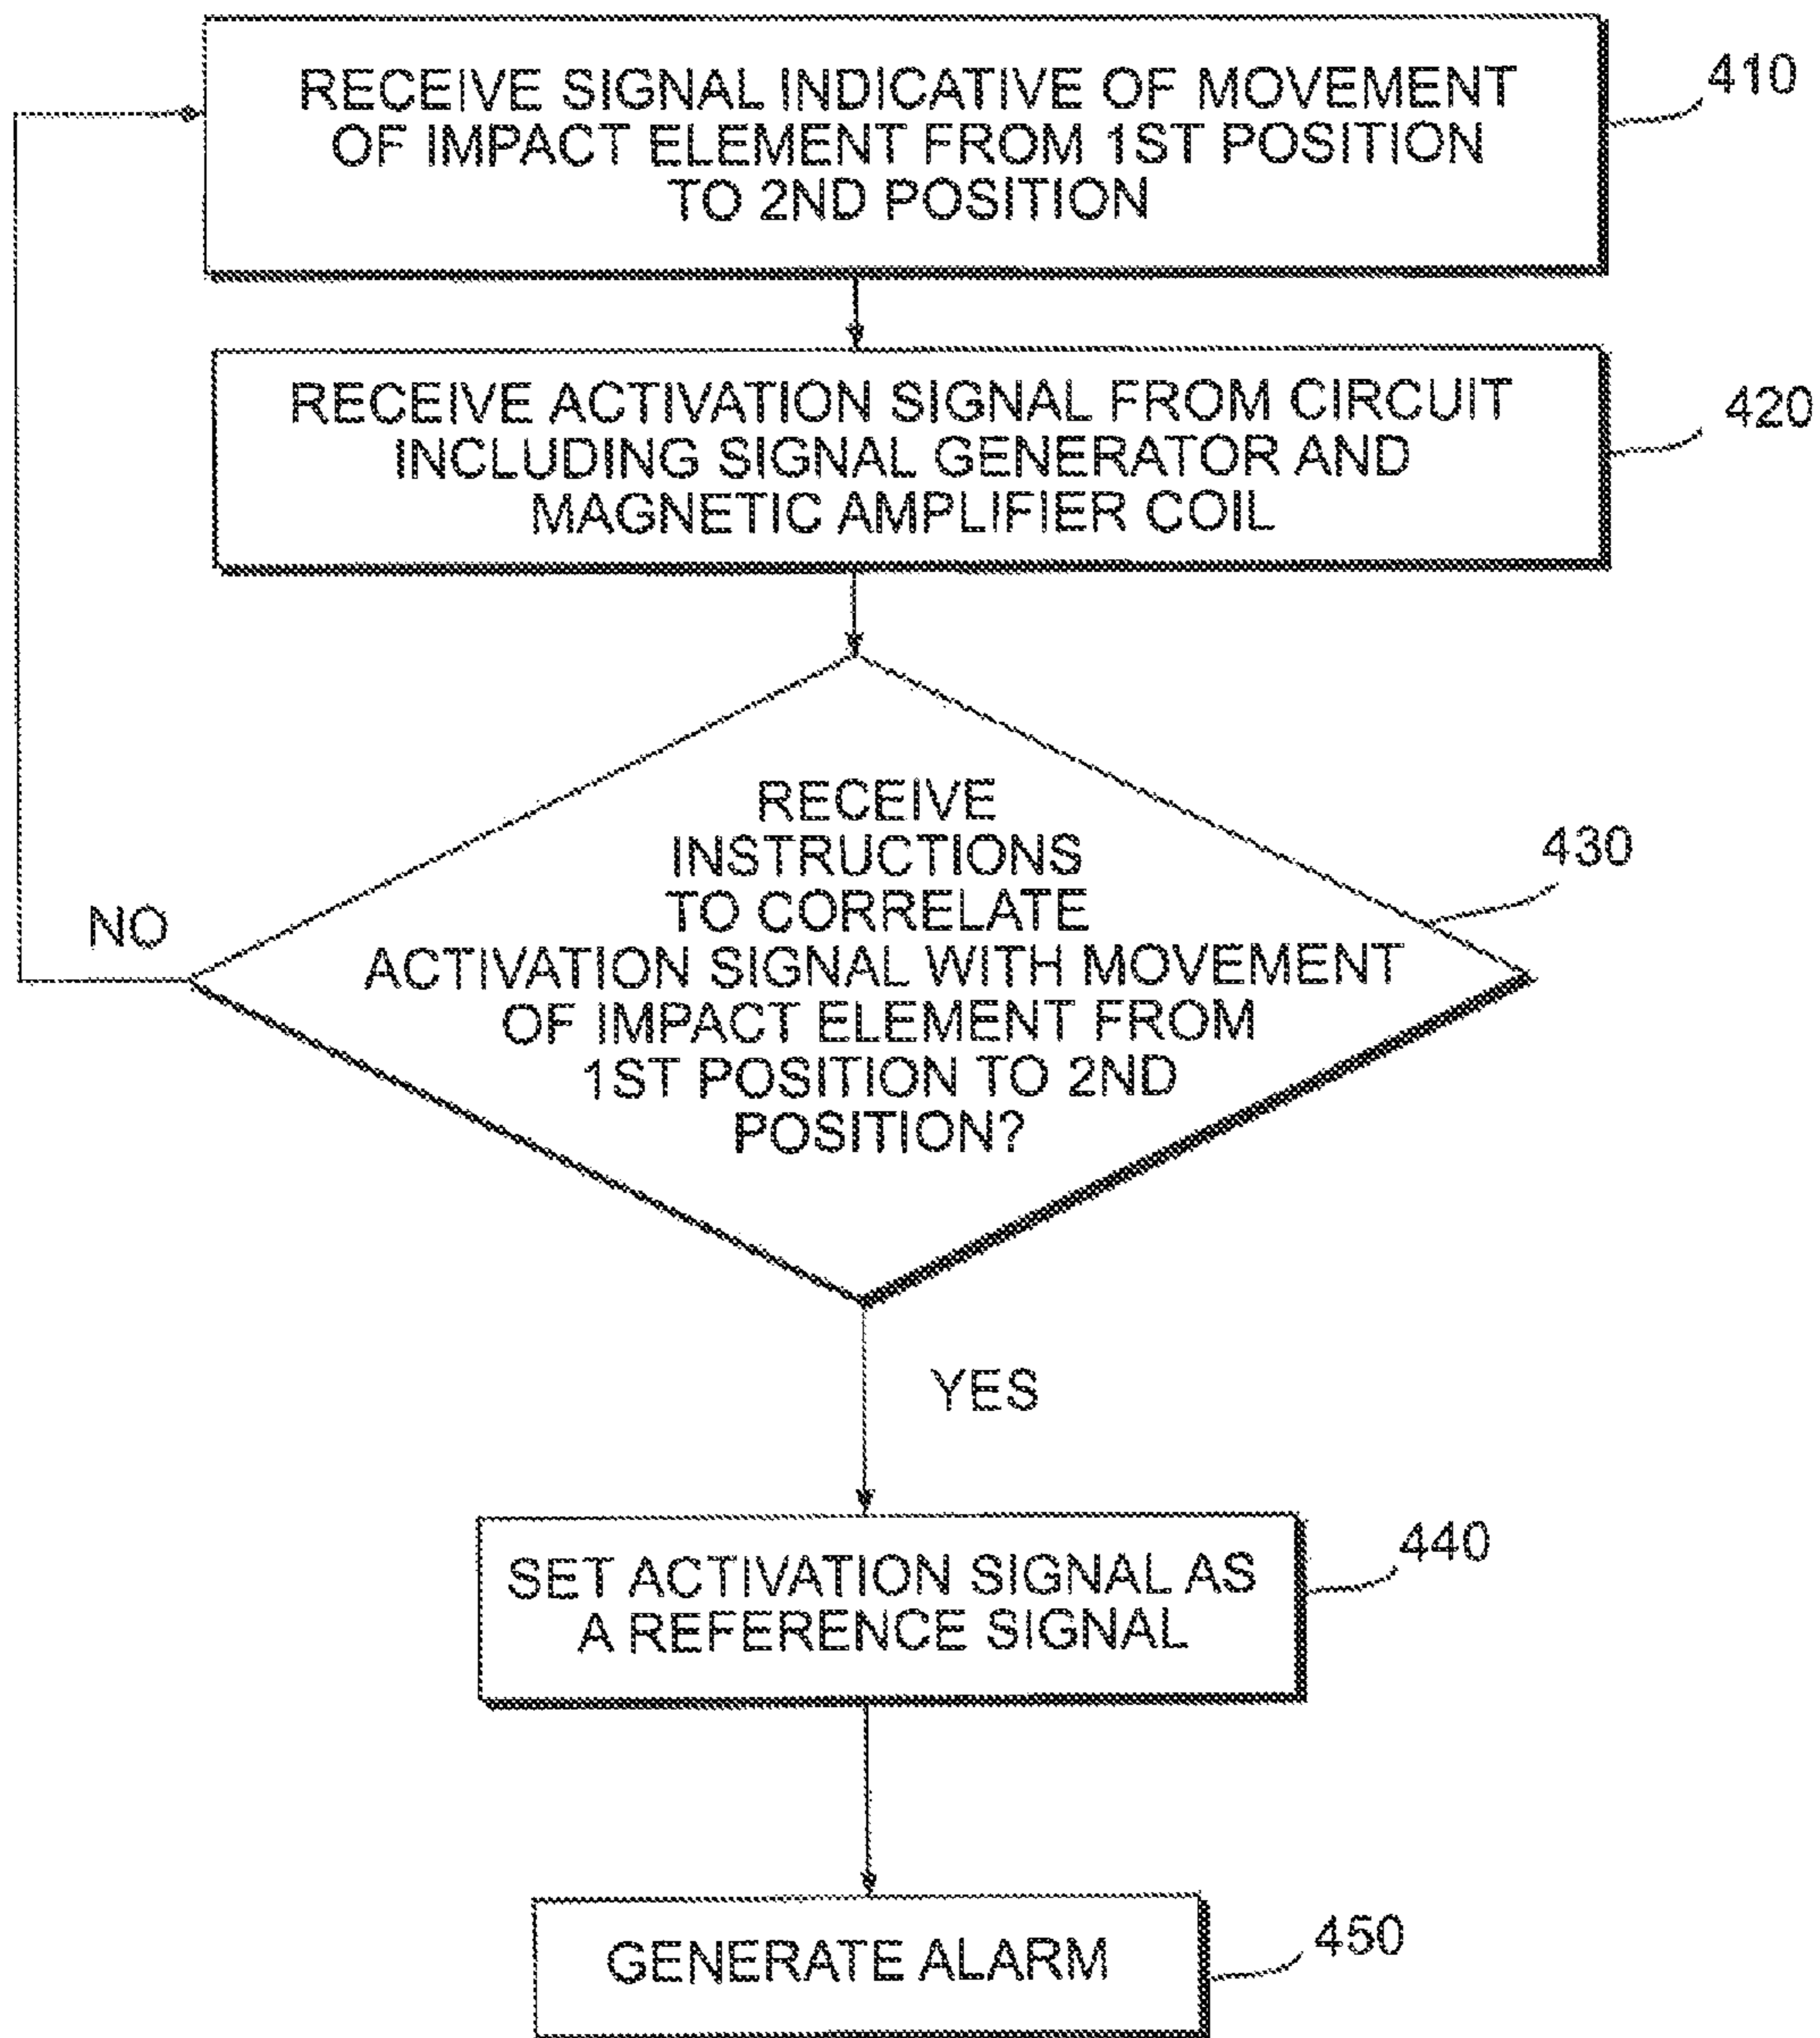 RECEIVE SIGNAL INDICATIVE OF MOVEMENT
OF IMPACT ELEMENT FROM 1ST POSITION
TO 2ND POSITION
410
RECEIVE ACTIVATION SIGNAL FROM CIRCUIT
INCLUDING SIGNAL GENERATOR AND
MAGNETIC AMPLIFIER COIL
420
RECEIVE
INSTRUCTIONS
TO CORRELATE
ACTIVATION SIGNAL WITH MOVEMENT
OF IMPACT ELEMENT FROM
1ST POSITION TO 2ND
POSITION?
430
NO
YES
SET ACTIVATION SIGNAL AS
A REFERENCE SIGNAL
440
GENERATE ALARM
450